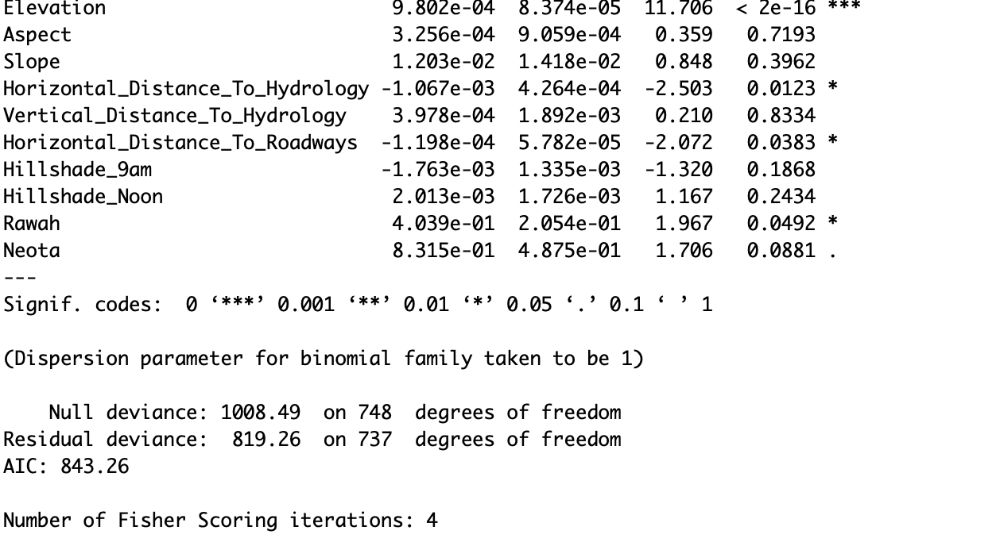 Elevation 9.802e-04 8.374e-05 11.706 < 2e-16 ***
Aspect 3.256e-04 9.059e-04 0.359 0.7193
Slope 1.203e-02 1.418e-02 0.848 0.3962
Horizontal_Distance_To_Hydrology -1.067e-03 4.264e-04 -2.503 0.0123 *
Vertical_Distance_To_Hydrology 3.978e-04 1.892e-03 0.210 0.8334
Horizontal_Distance_To_Roadways -1.198e-04 5.782e-05 -2.072 0.0383 *
Hillshade_9am -1.763e-03 1.335e-03 -1.320 0.1868
Hillshade_Noon 2.013e-03 1.726e-03 1.167 0.2434
Rawah 4.039e-01 2.054e-01 1.967 0.0492 *
Neota 8.315e-01 4.875e-01 1.706 0.0881 .
---
Signif. codes: 0 ‘***’ 0.001 ‘**’ 0.01 ‘*’ 0.05 ‘.’ 0.1 ‘ ’ 1
(Dispersion parameter for binomial family taken to be 1)
Null deviance: 1008.49 on 748 degrees of freedom
Residual deviance: 819.26 on 737 degrees of freedom
AIC: 843.26
Number of Fisher Scoring iterations: 4